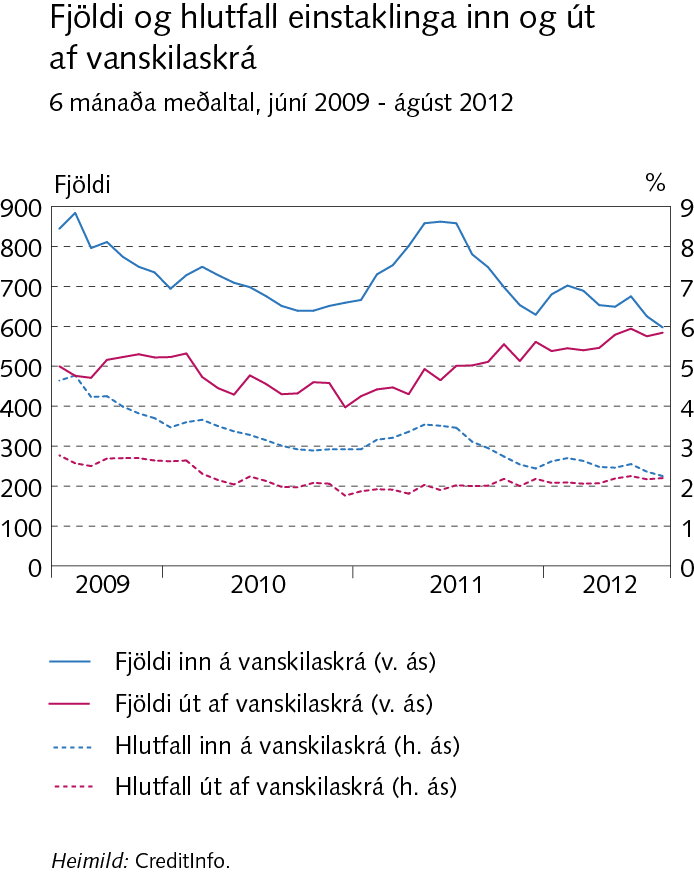 Fjöldi og hlutfall einstaklinga inn og út
af vanskilaskrá
6 mánaða meðaltal, júní 2009 - ágúst 2012
Fjöldi %
900 9
800 8
700 7
600 6
500 5
400 4
300 3
200 2
100 1
0 0
2009 2010 2011 2012
Fjöldi inn á vanskilaskrá (v. ás)
Fjöldi út af vanskilaskrá (v. ás)
Hlutfall inn á vanskilaskrá (h. ás)
Hlutfall út af vanskilaskrá (h. ás)
Heimild: CreditInfo.